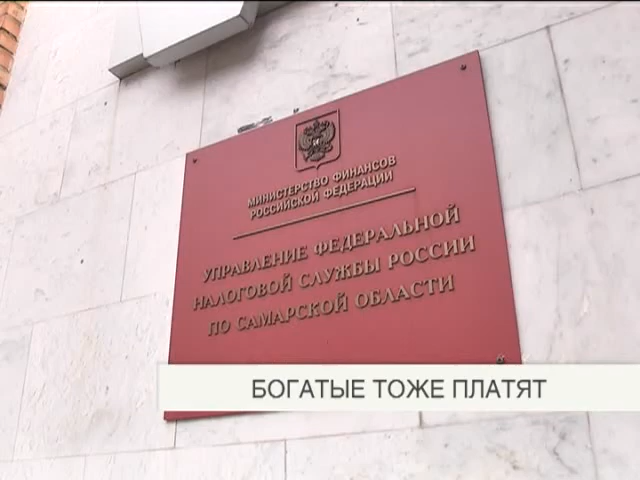 МИНИСТЕРСТВО ФИНАНСОВ
РОССИЙСКОЙ ФЕДЕРАЦИИ
УПРАВЛЕНИЕ ФЕДЕРАЛЬНОЙ
НАЛОГОВОЙ СЛУЖБЫ РОССИИ
ПО САМАРСКОЙ ОБЛАСТИ
БОГАТЫЕ ТОЖЕ ПЛАТЯТ